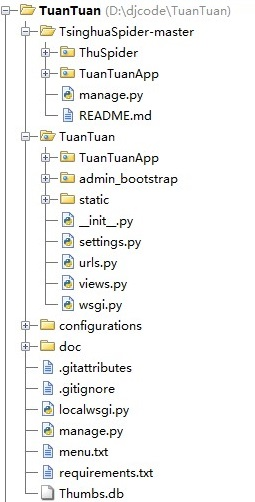 TuanTuan (D:\djcode\TuanTuan)
TsinghuaSpider-master
ThuSpider
TuanTuanApp
manage.py
README.md
TuanTuan
TuanTuanApp
admin_bootstrap
static
__init__.py
settings.py
urls.py
views.py
wsgi.py
configurations
doc
.gitattributes
.gitignore
localwsgi.py
manage.py
menu.txt
requirements.txt
Thumbs.db